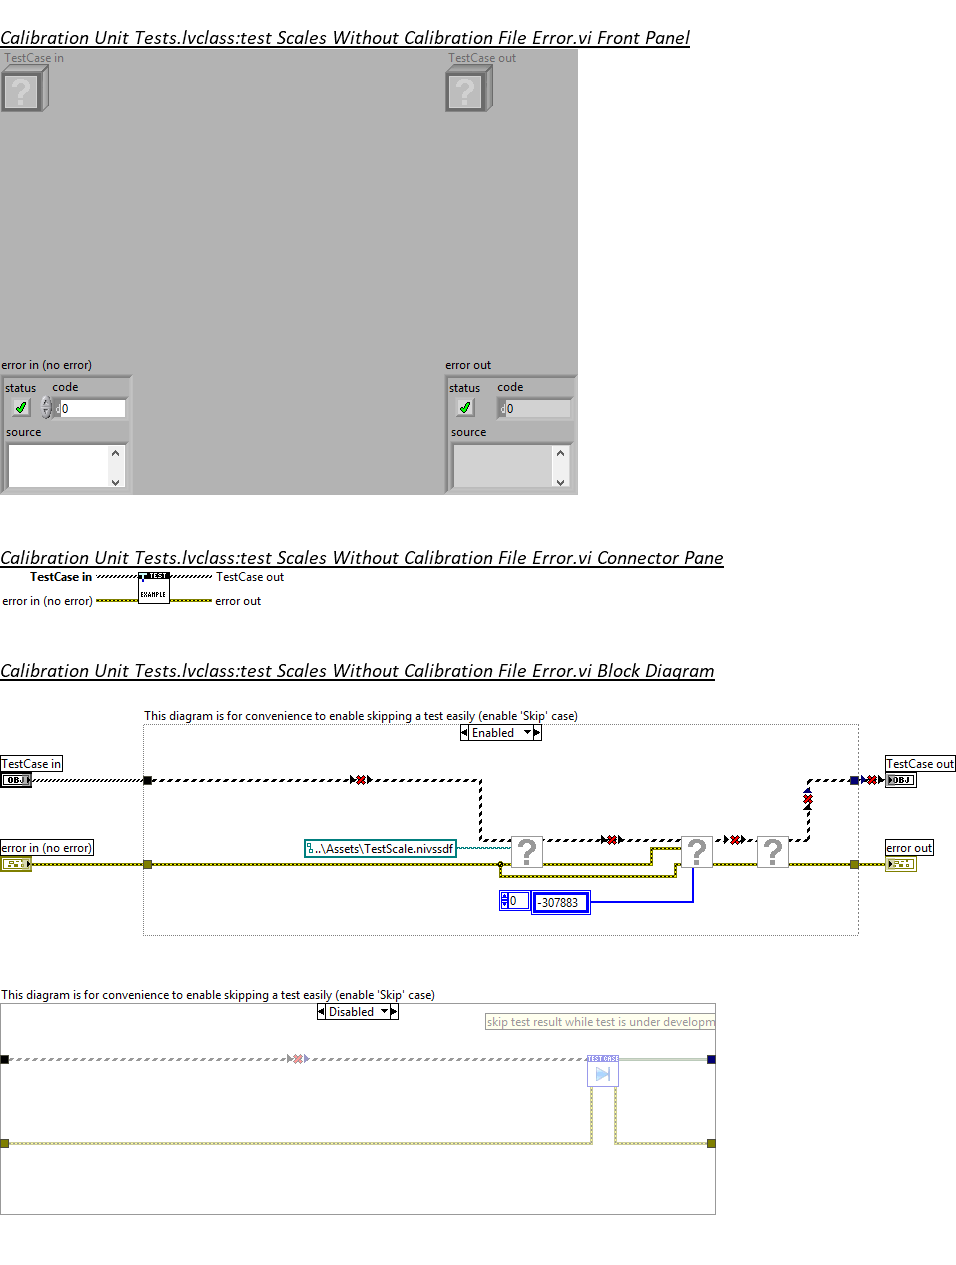 Calibration Unit Tests.lvclass:test Scales Without Calibration File Error.vi Front Panel
TestCase in
TestCase out
error in (no error)
error out
status
code
status
code
d0
d0
source
source
Calibration Unit Tests.lvclass:test Scales Without Calibration File Error.vi Connector Pane
TestCase in
TEST
TestCase out
error in (no error)
EXAMPLE
error out
Calibration Unit Tests.lvclass:test Scales Without Calibration File Error.vi Block Diagram
This diagram is for convenience to enable skipping a test easily (enable 'Skip' case)
Enabled
TestCase in
OBJ
TestCase out
OBJ
error in (no error)
..\Assets\TestScale.nivssdf
?
?
?
error out
0
-307883
This diagram is for convenience to enable skipping a test easily (enable 'Skip' case)
Disabled
skip test result while test is under developm
TEST CASE